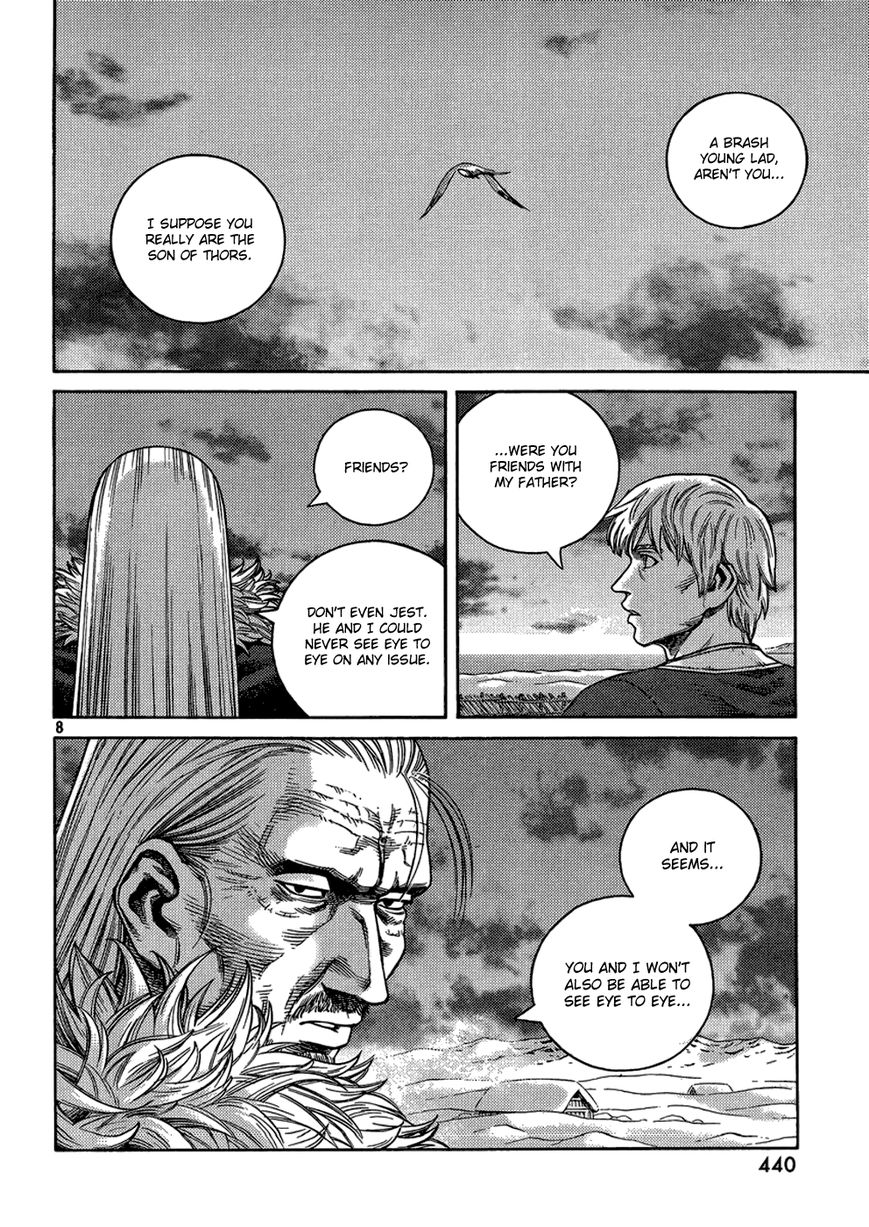 A BRASH
YOUNG LAD,
AREN'T YOU...
I SUPPOSE YOU
REALLY ARE THE
SON OF THORS.
...WERE YOU
FRIENDS WITH
MY FATHER?
FRIENDS?
DON'T EVEN JEST.
HE AND I COULD
NEVER SEE EYE TO
EYE ON ANY ISSUE.
8
AND IT
SEEMS...
YOU AND I WON'T
ALSO BE ABLE TO
SEE EYE TO EYE...
440